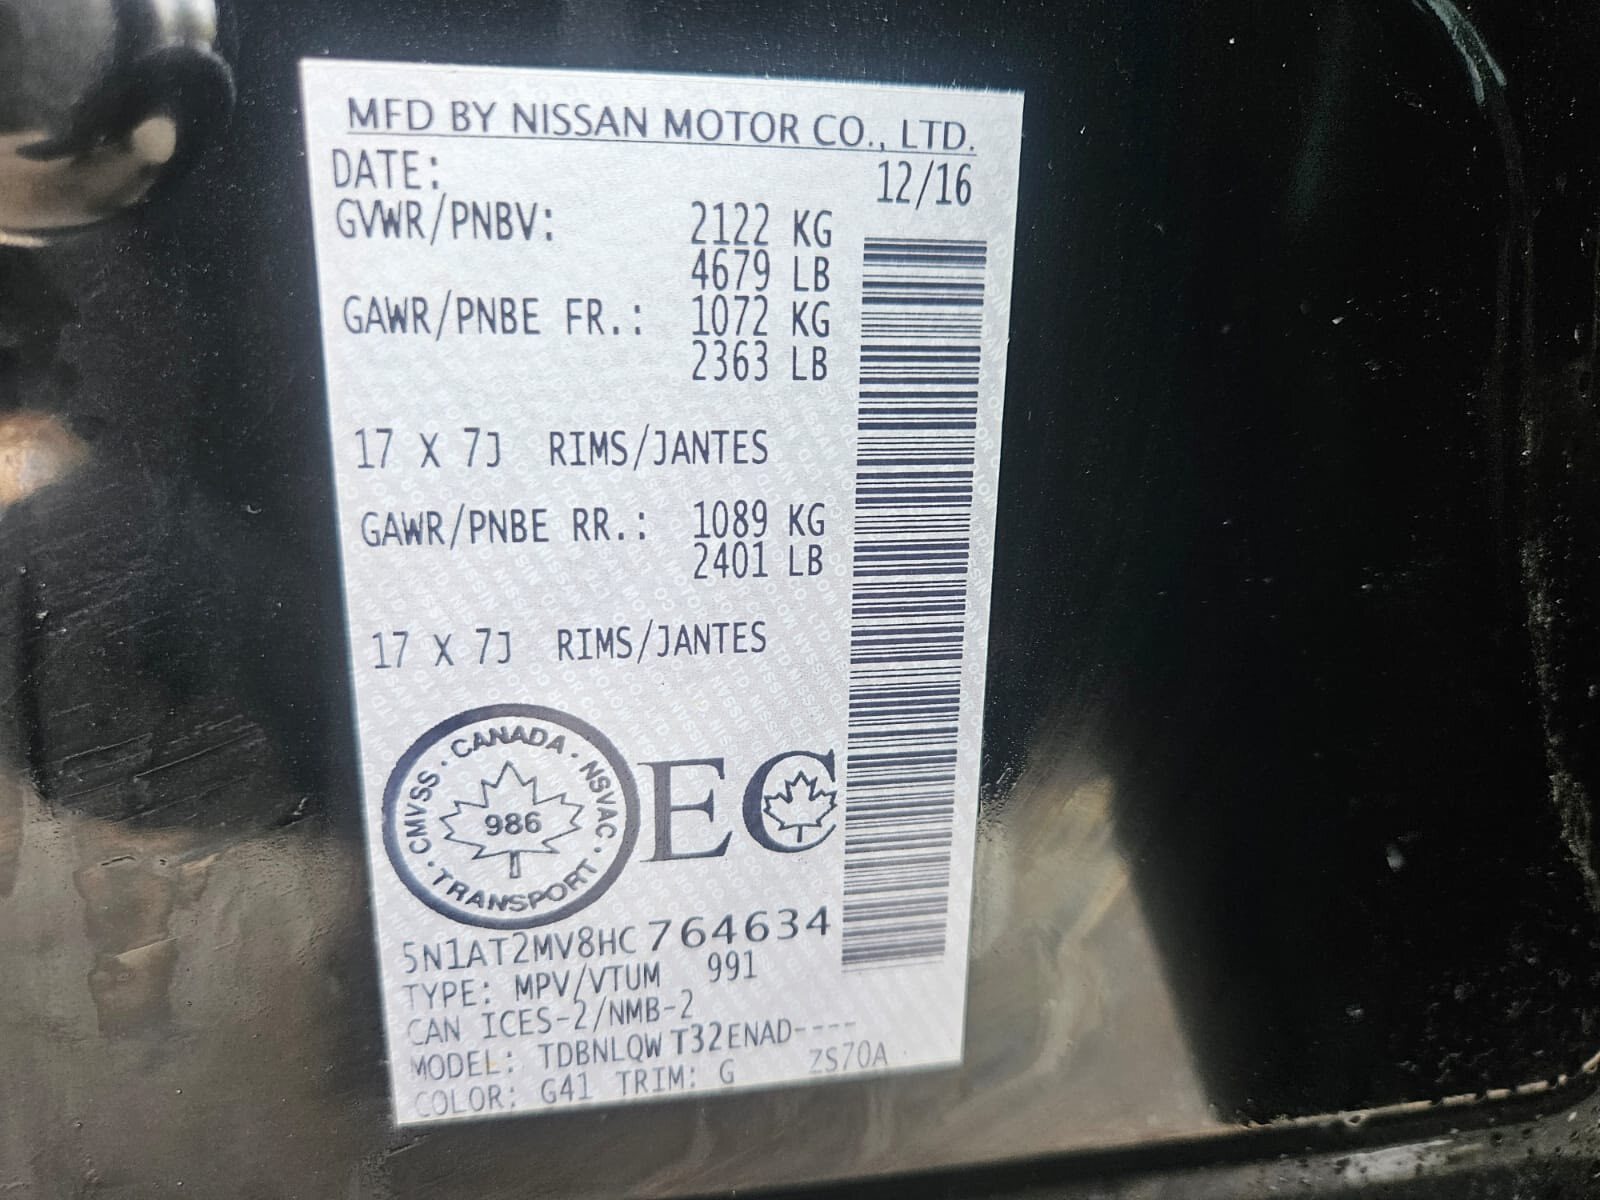 MFD BY NISSAN MOTOR CO., LTD.
DATE: 12/16
GVWR/PNBV: 2122 KG
4679 LB
GAWR/PNBE FR.: 1072 KG
2363 LB
17 X 7J RIMS/JANTES
GAWR/PNBE RR.: 1089 KG
2401 LB
17 X 7J RIMS/JANTES
CANADA · NSVAC · TRANSPORT · CMVSS ·
986
EC
5N1AT2MV8HC764634
TYPE: MPV/VTUM 991
CAN ICES-2/NMB-2
MODEL: TDBNLQW T32ENAD----
COLOR: G41 TRIM: G ZS70A